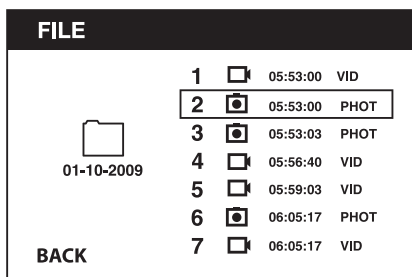 FILE
1 05:53:00 VID
2 05:53:00 PHOT
3 05:53:03 PHOT
4 05:56:40 VID
5 05:59:03 VID
6 06:05:17 PHOT
7 06:05:17 VID
01-10-2009
BACK